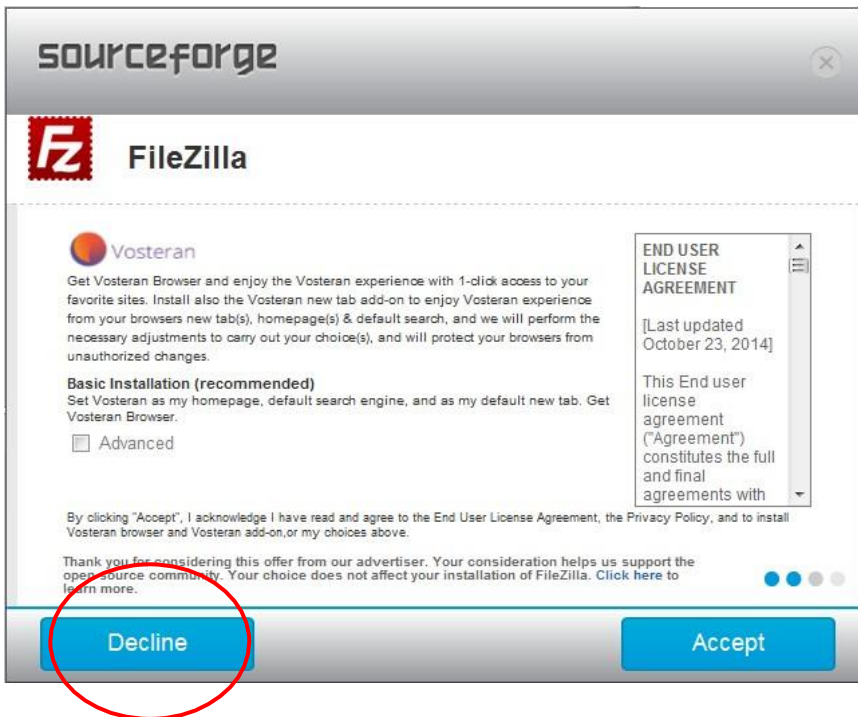 sourceforge
Fz
FileZilla
Vosteran
Get Vosteran Browser and enjoy the Vosteran experience with 1-click access to your
favorite sites. Install also the Vosteran new tab add-on to enjoy Vosteran experience
from your browsers new tab(s), homepage(s) & default search, and we will perform the
necessary adjustments to carry out your choice(s), and will protect your browsers from
unauthorized changes.
Basic Installation (recommended)
Set Vosteran as my homepage, default search engine, and as my default new tab. Get
Vosteran Browser.
Advanced
END USER
LICENSE
AGREEMENT
[Last updated
October 23, 2014]
This End user
license
agreement
("Agreement")
constitutes the full
and final
agreements with
By clicking "Accept", I acknowledge I have read and agree to the End User License Agreement, the Privacy Policy, and to install
Vosteran browser and Vosteran add-on,or my choices above.
Thank you for considering this offer from our advertiser. Your consideration helps us support the
open source community. Your choice does not affect your installation of FileZilla. Click here to
learn more.
Decline
Accept